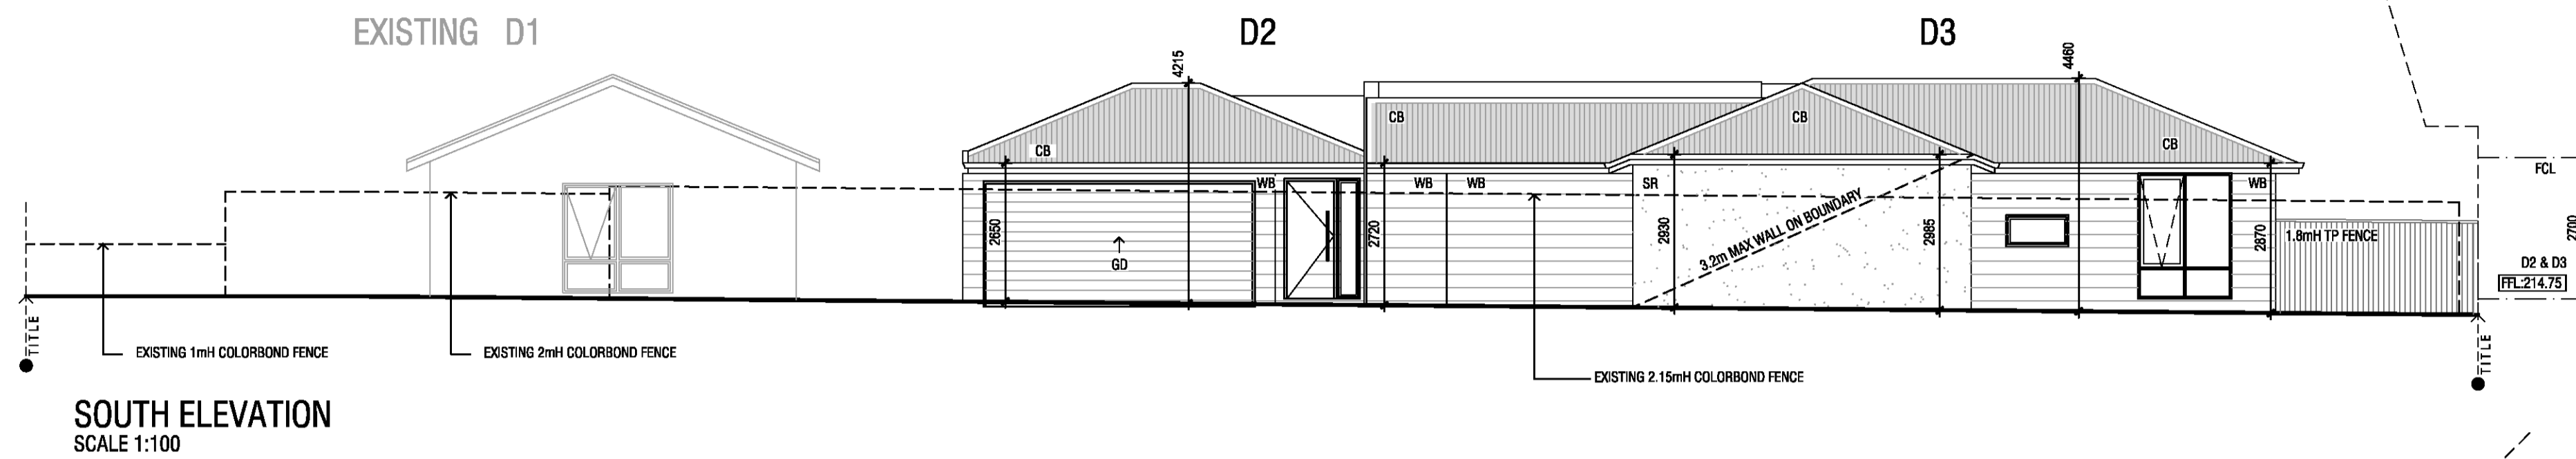 EXISTING D1
D2
D3
4215
4460
CB
CB
CB
CB
WB
WB
WB
SR
WB
FCL
2650
GD
2720
2930
3.2m MAX WALL ON BOUNDARY
2985
2870
1.8mH TP FENCE
2700
D2 & D3
FFL:214.75
TITLE
EXISTING 1mH COLORBOND FENCE
EXISTING 2mH COLORBOND FENCE
EXISTING 2.15mH COLORBOND FENCE
TITLE
SOUTH ELEVATION
SCALE 1:100